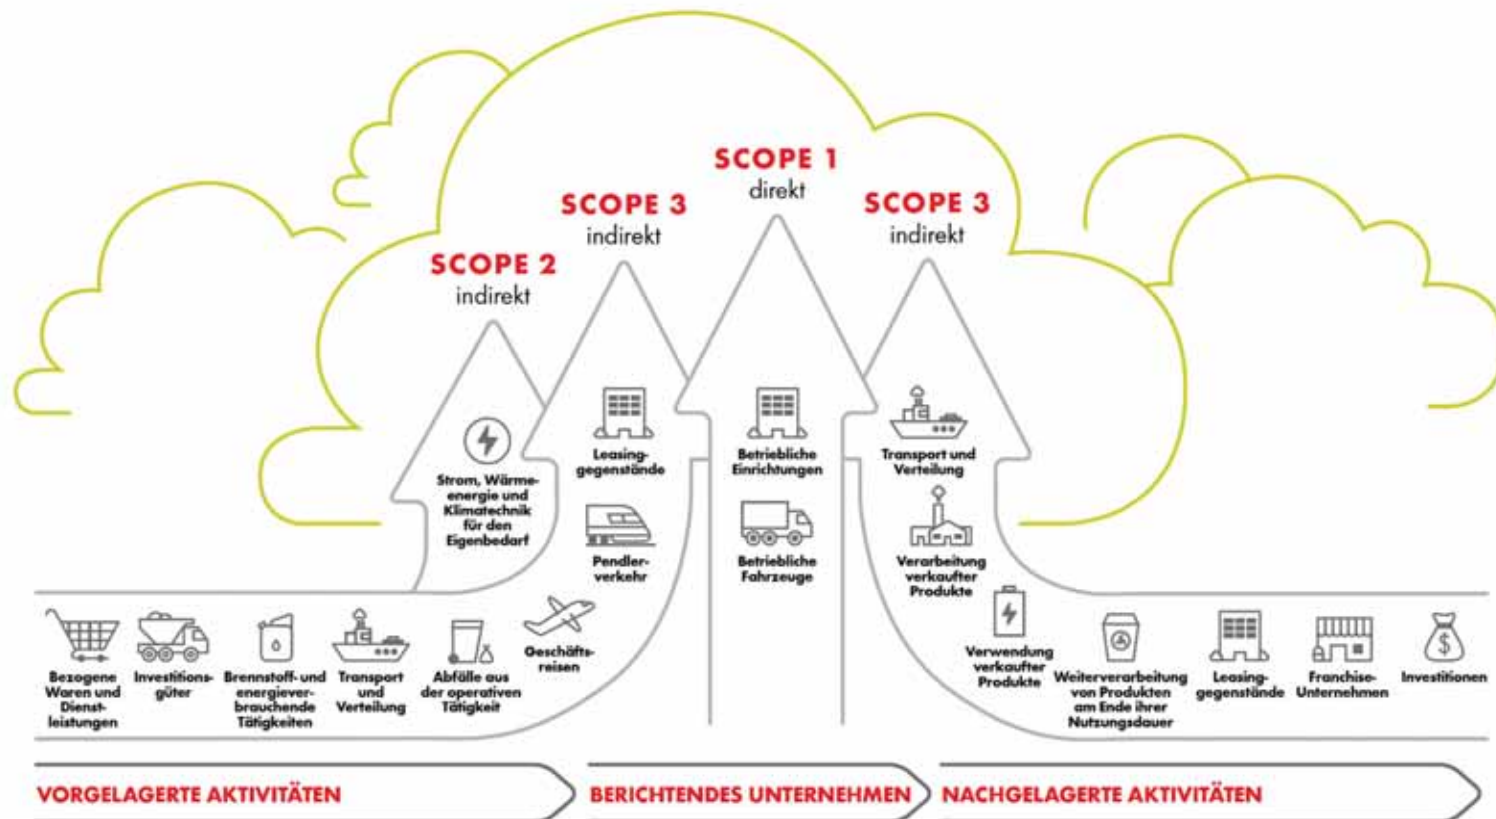 SCOPE 1
direkt
SCOPE 3
indirekt
SCOPE 3
indirekt
SCOPE 2
indirekt
Strom, Wärme-
energie und
Klimatechnik
für den
Eigenbedarf
Leasing-
gegenstände
Pendler-
verkehr
Betriebliche
Einrichtungen
Betriebliche
Fahrzeuge
Transport und
Verteilung
Verarbeitung
verkaufter
Produkte
Bezogene
Waren und
Dienst-
leistungen
Investitions-
güter
Brennstoff- und
energiever-
brauchende
Tätigkeiten
Transport
und
Verteilung
Abfälle aus
der operativen
Tätigkeit
Geschäfts-
reisen
Verwendung
verkaufter
Produkte
Weiterverarbeitung
von Produkten
am Ende ihrer
Nutzungsdauer
Leasing-
gegenstände
Franchise-
Unternehmen
$
Investitionen
VORGELAGERTE AKTIVITÄTEN
BERICHTENDES UNTERNEHMEN
NACHGELAGERTE AKTIVITÄTEN